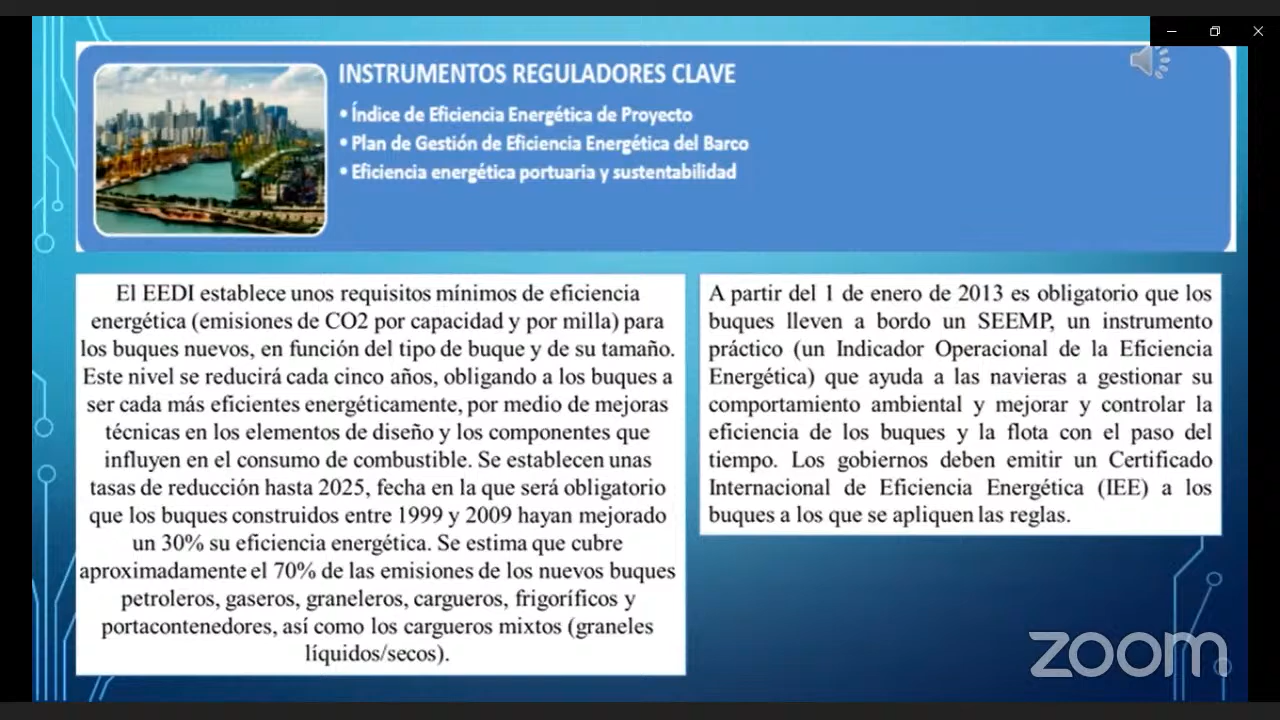 INSTRUMENTOS REGULADORES CLAVE
• Índice de Eficiencia Energética de Proyecto
• Plan de Gestión de Eficiencia Energética del Barco
• Eficiencia energética portuaria y sustentabilidad
El EEDI establece unos requisitos mínimos de eficiencia
energética (emisiones de CO2 por capacidad y por milla) para
los buques nuevos, en función del tipo de buque y de su tamaño.
Este nivel se reducirá cada cinco años, obligando a los buques a
ser cada más eficientes energéticamente, por medio de mejoras
técnicas en los elementos de diseño y los componentes que
influyen en el consumo de combustible. Se establecen unas
tasas de reducción hasta 2025, fecha en la que será obligatorio
que los buques construidos entre 1999 y 2009 hayan mejorado
un 30% su eficiencia energética. Se estima que cubre
aproximadamente el 70% de las emisiones de los nuevos buques
petroleros, gaseros, graneleros, cargueros, frigoríficos y
portacontenedores, así como los cargueros mixtos (graneles
líquidos/secos).
A partir del 1 de enero de 2013 es obligatorio que los
buques lleven a bordo un SEEMP, un instrumento
práctico (un Indicador Operacional de la Eficiencia
Energética) que ayuda a las navieras a gestionar su
comportamiento ambiental y mejorar y controlar la
eficiencia de los buques y la flota con el paso del
tiempo. Los gobiernos deben emitir un Certificado
Internacional de Eficiencia Energética (IEE) a los
buques a los que se apliquen las reglas.
zoom